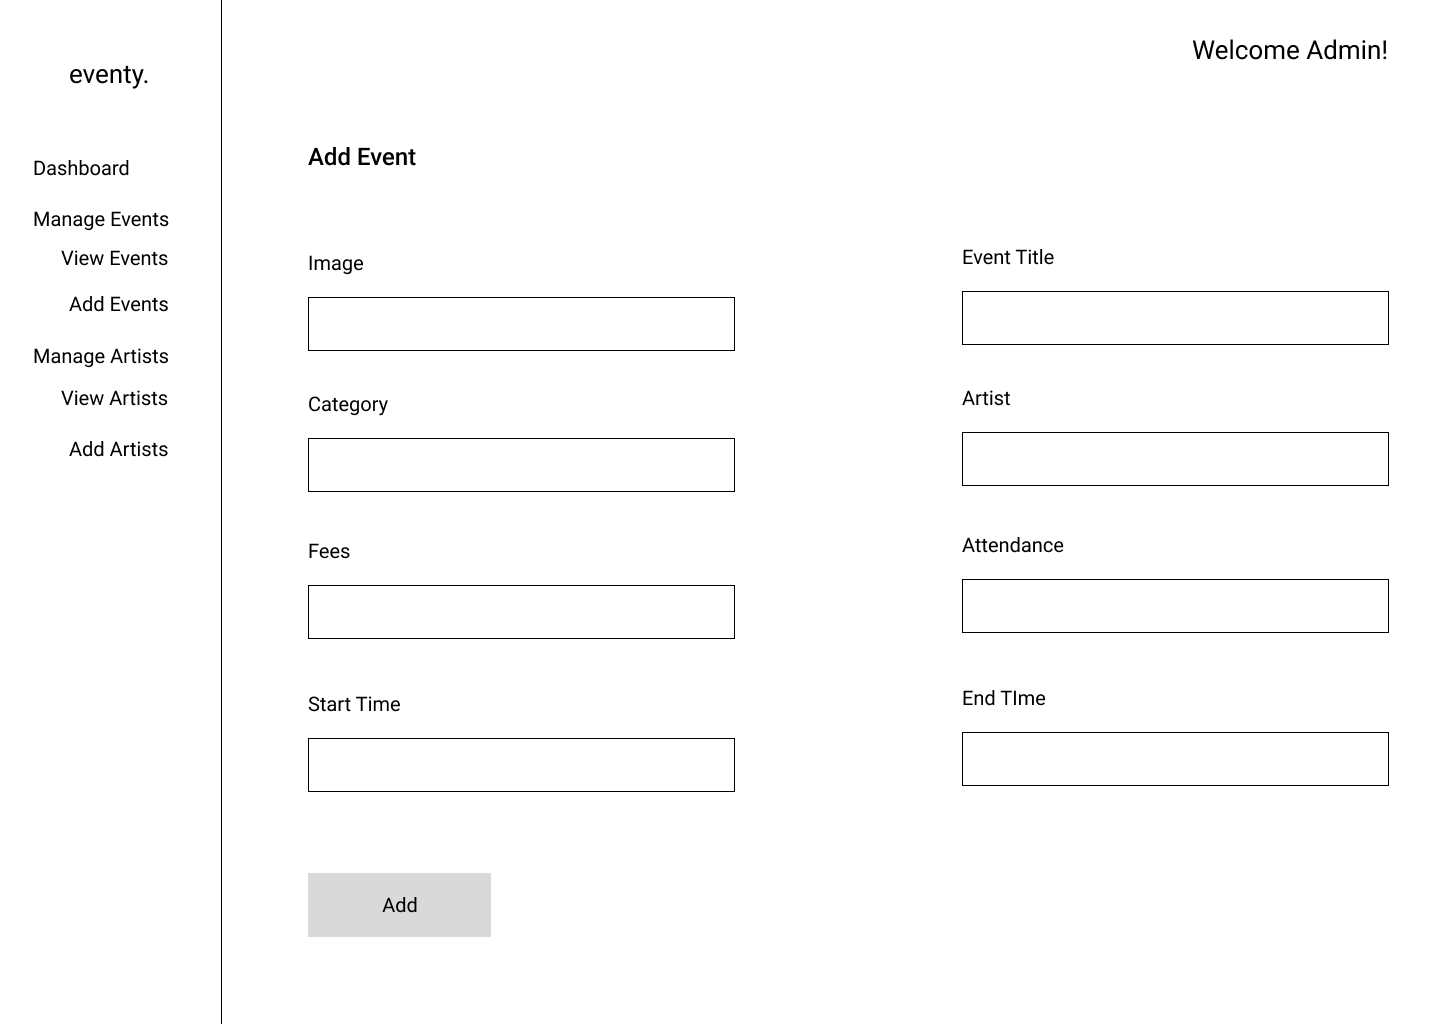 eventy.
Dashboard
Manage Events
View Events
Add Events
Manage Artists
View Artists
Add Artists
Welcome Admin!
Add Event
Image
Event Title
Category
Artist
Fees
Attendance
Start Time
End TIme
Add